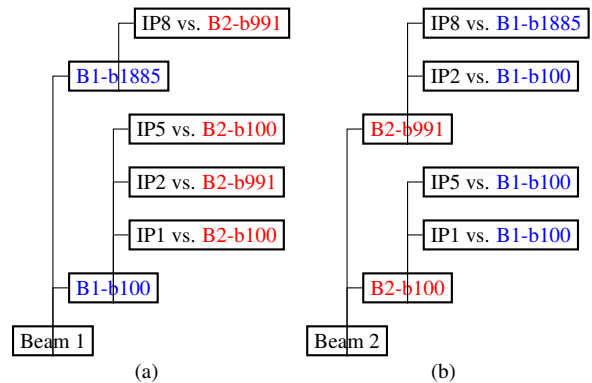 IP8 vs. B2-b991
B1-b1885
IP5 vs. B2-b100
IP2 vs. B2-b991
IP1 vs. B2-b100
B1-b100
Beam 1
(a)
IP8 vs. B1-b1885
IP2 vs. B1-b100
B2-b991
IP5 vs. B1-b100
IP1 vs. B1-b100
B2-b100
Beam 2
(b)